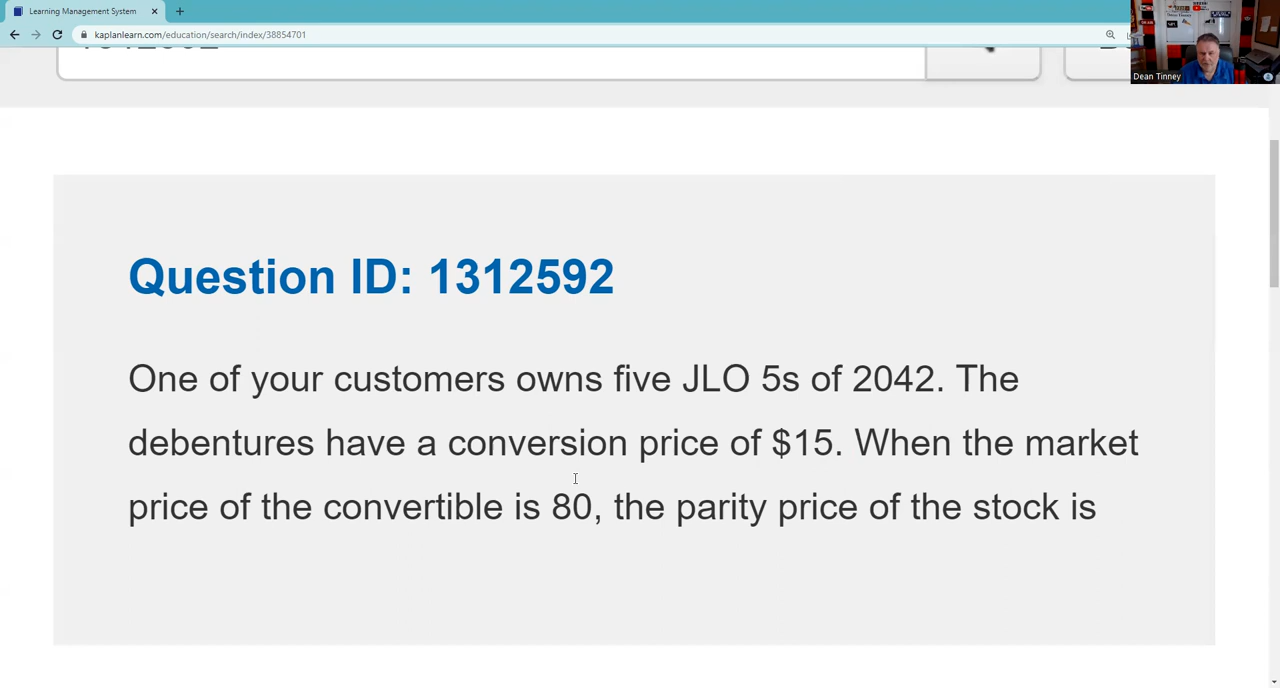 Learning Management System
kaplanlearn.com/education/search/index/38854701
Dean Tinney
Question ID: 1312592
One of your customers owns five JLO 5s of 2042. The
debentures have a conversion price of $15. When the market
price of the convertible is 80, the parity price of the stock is